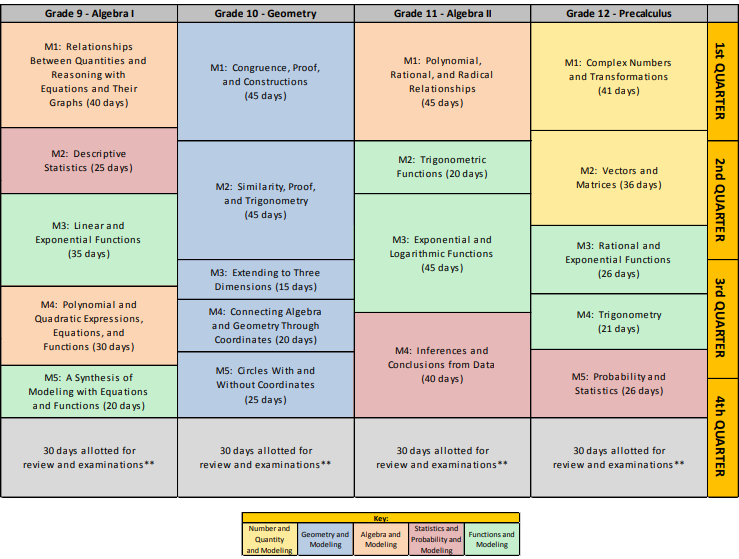 Grade 9 - Algebra I
Grade 10 - Geometry
Grade 11 - Algebra II
Grade 12 - Precalculus
M1: Relationships
Between Quantities and
Reasoning with
Equations and Their
Graphs (40 days)
M2: Descriptive
Statistics (25 days)
M3: Linear and
Exponential Functions
(35 days)
M4: Polynomial and
Quadratic Expressions,
Equations, and
Functions (30 days)
M5: A Synthesis of
Modeling with Equations
and Functions (20 days)
30 days allotted for
review and examinations**
M1: Congruence, Proof,
and Constructions
(45 days)
M2: Similarity, Proof,
and Trigonometry
(45 days)
M3: Extending to Three
Dimensions (15 days)
M4: Connecting Algebra
and Geometry Through
Coordinates (20 days)
M5: Circles With and
Without Coordinates
(25 days)
30 days allotted for
review and examinations**
M1: Polynomial,
Rational, and Radical
Relationships
(45 days)
M2: Trigonometric
Functions (20 days)
M3: Exponential and
Logarithmic Functions
(45 days)
M4: Inferences and
Conclusions from Data
(40 days)
30 days allotted for
review and examinations**
M1: Complex Numbers
and Transformations
(41 days)
M2: Vectors and
Matrices (36 days)
M3: Rational and
Exponential Functions
(26 days)
M4: Trigonometry
(21 days)
M5: Probability and
Statistics (26 days)
30 days allotted for
review and examinations**
1st QUARTER
2nd QUARTER
3rd QUARTER
4th QUARTER
Key:
Number and
Quantity
and Modeling
Geometry and
Modeling
Algebra and
Modeling
Statistics and
Probability and
Modeling
Functions and
Modeling